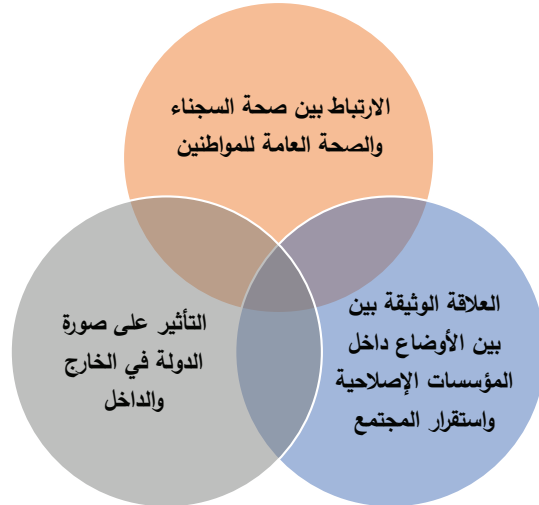 الارتباط بين صحة السجناء
والصحة العامة للمواطنين
العلاقة الوثيقة بين
بين الأوضاع داخل
المؤسسات الإصلاحية
واستقرار المجتمع
التأثير على صورة
الدولة في الخارج
والداخل